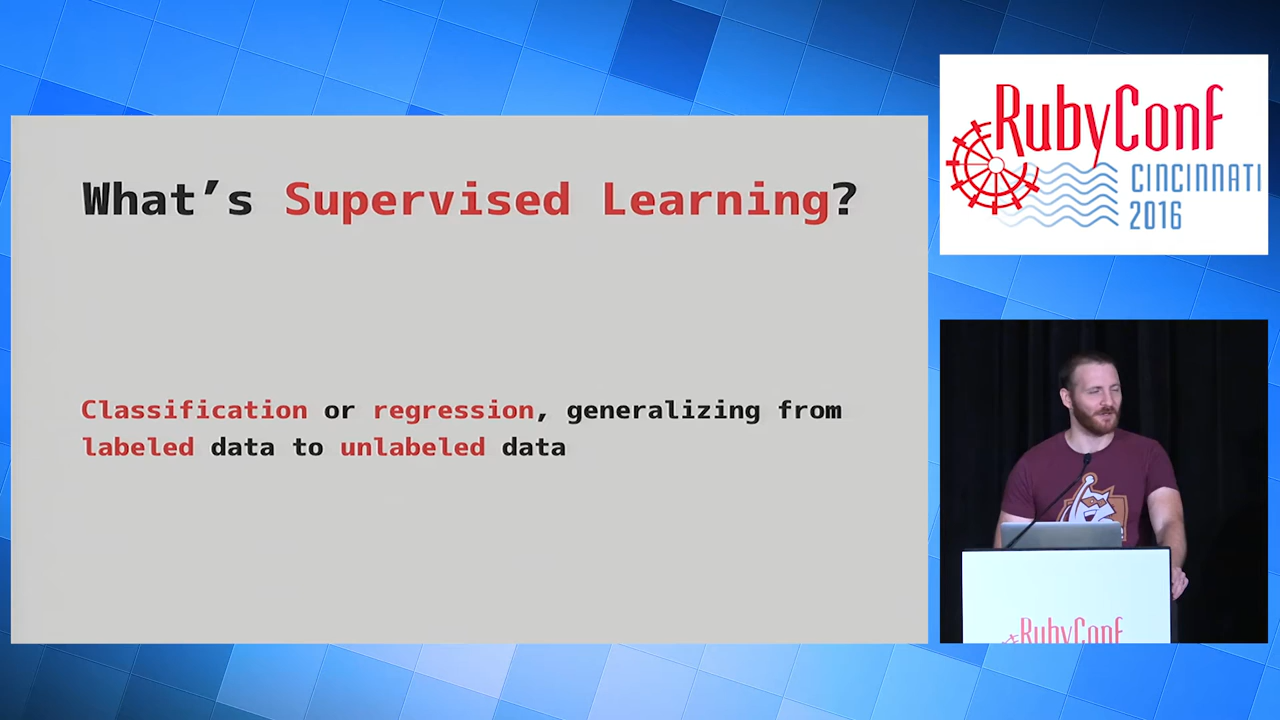 What's Supervised Learning?
Classification or regression, generalizing from
labeled data to unlabeled data
RubyConf
CINCINNATI
2016
RubyConf